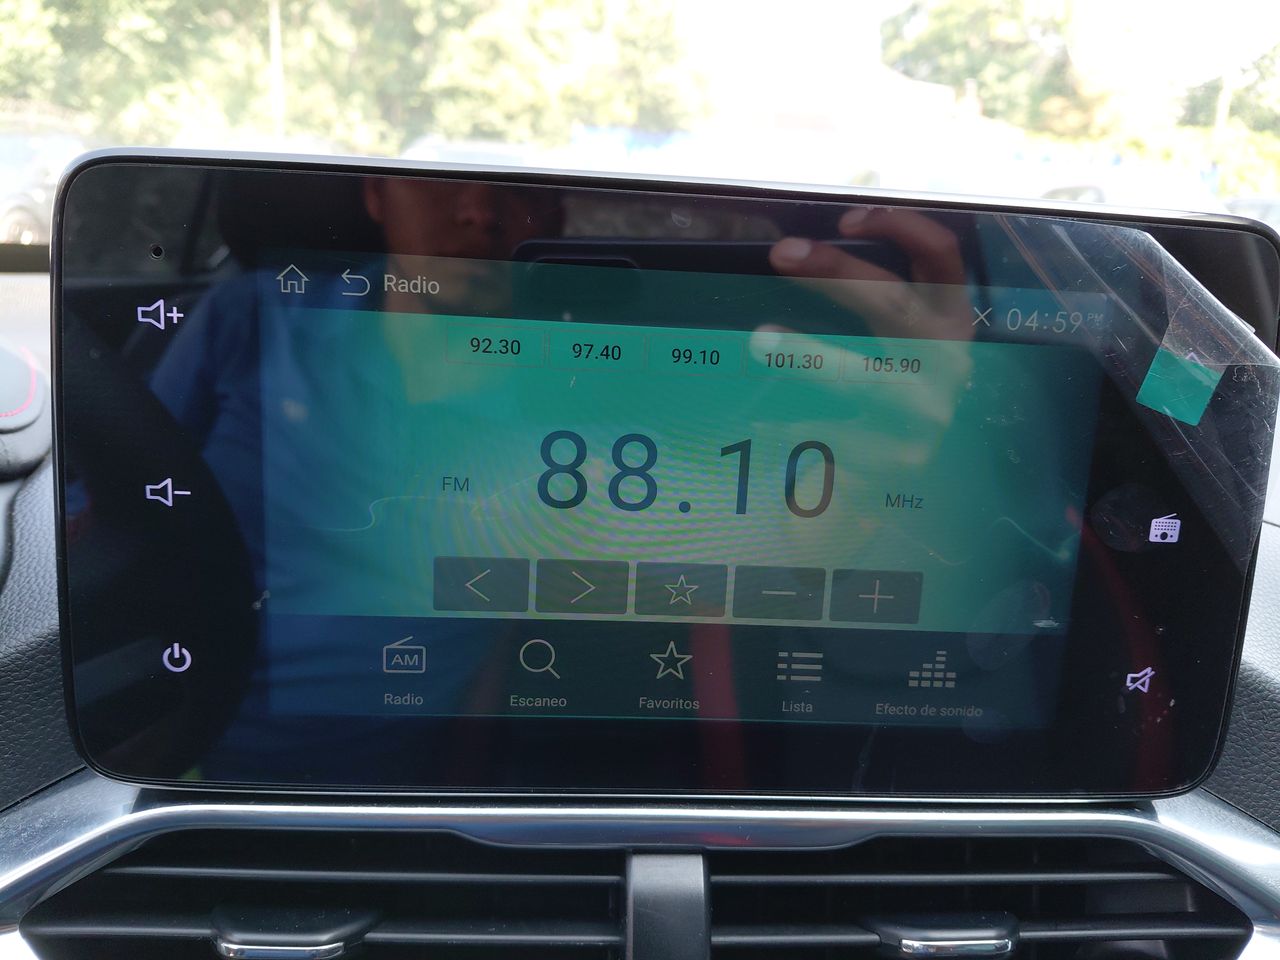 Radio
04:59 PM
92.30 97.40 99.10 101.30 105.90
FM 88.10 MHz
AM
Radio Escaneo Favoritos Lista Efecto de sonido